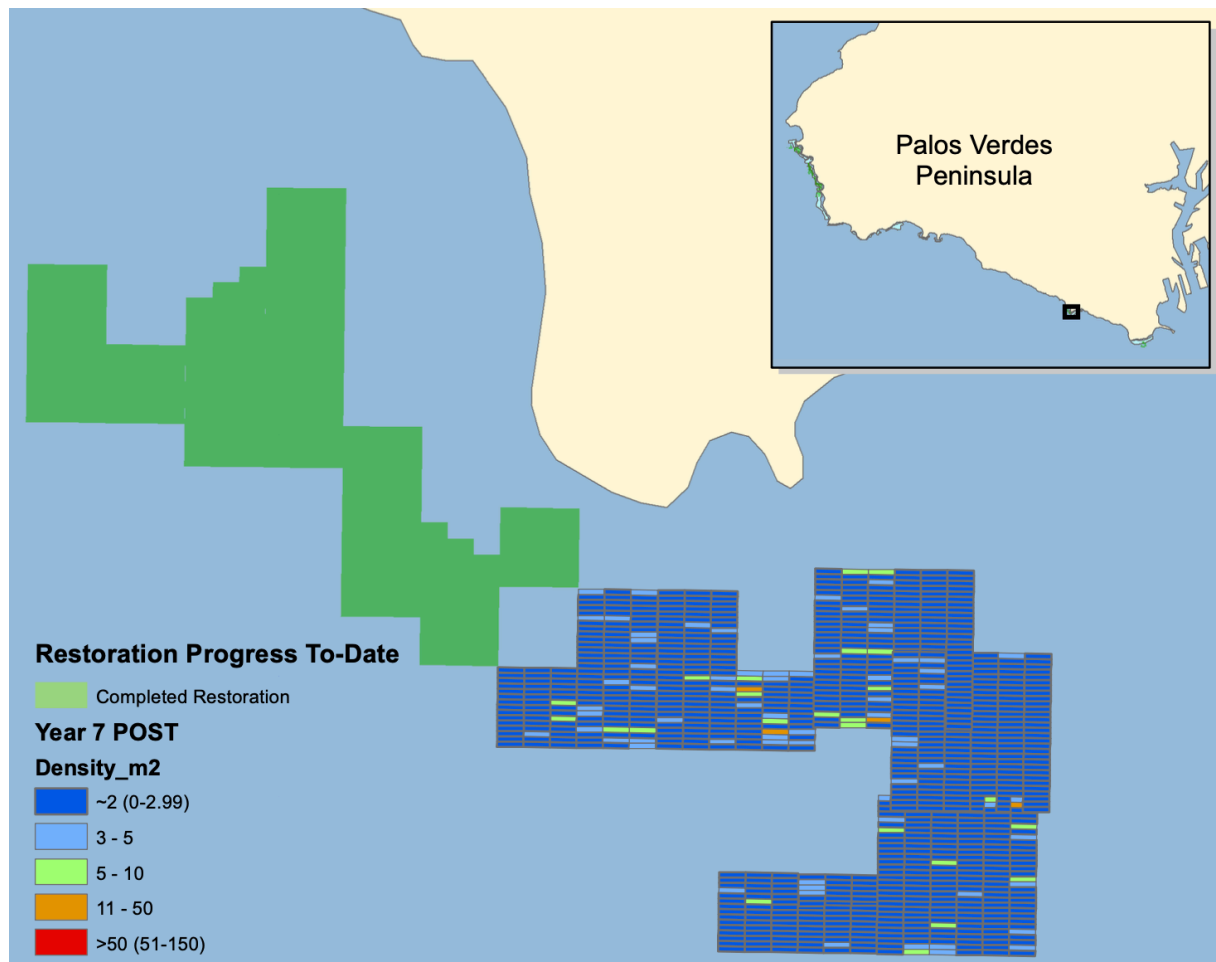 Palos Verdes
Peninsula
Restoration Progress To-Date
Completed Restoration
Year 7 POST
Density_m2
~2 (0-2.99)
3 - 5
5 - 10
11 - 50
>50 (51-150)